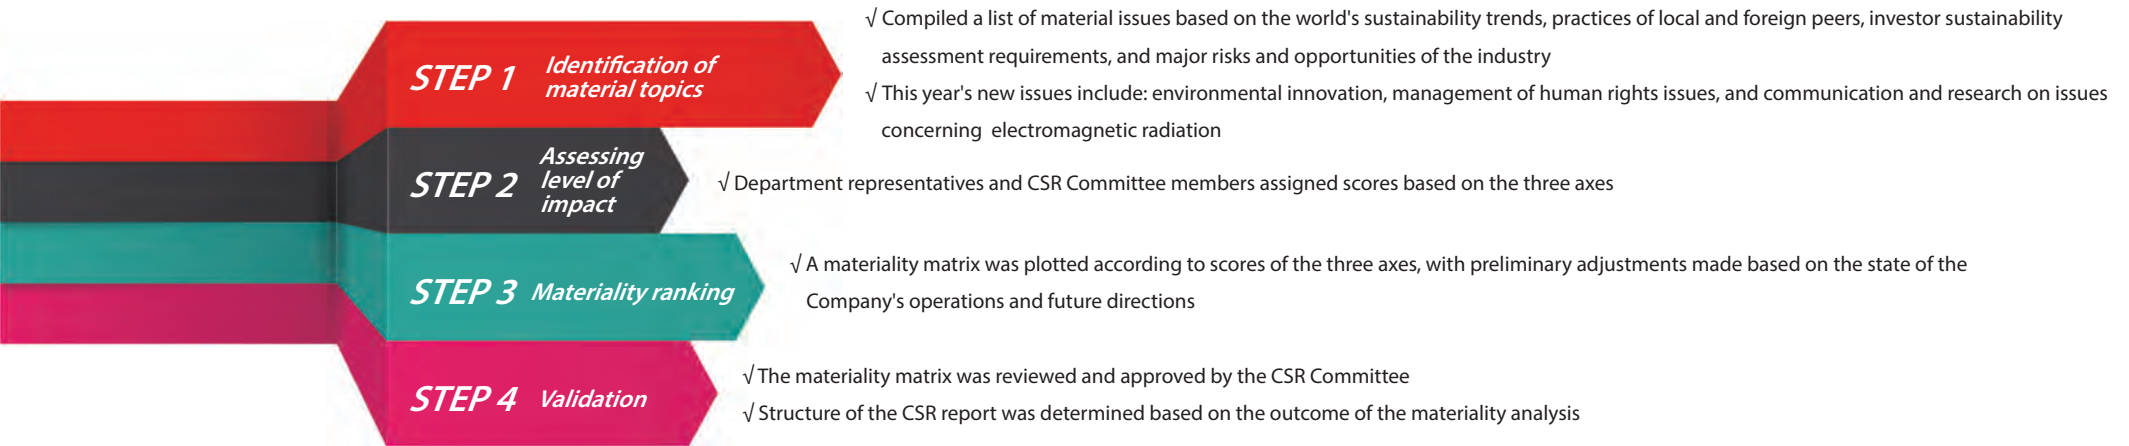 STEP 1 Identification of
material topics
√ Compiled a list of material issues based on the world's sustainability trends, practices of local and foreign peers, investor sustainability
assessment requirements, and major risks and opportunities of the industry
√ This year's new issues include: environmental innovation, management of human rights issues, and communication and research on issues
concerning electromagnetic radiation
STEP 2 Assessing
level of
impact
√ Department representatives and CSR Committee members assigned scores based on the three axes
STEP 3 Materiality ranking
√ A materiality matrix was plotted according to scores of the three axes, with preliminary adjustments made based on the state of the
Company's operations and future directions
STEP 4 Validation
√ The materiality matrix was reviewed and approved by the CSR Committee
√ Structure of the CSR report was determined based on the outcome of the materiality analysis